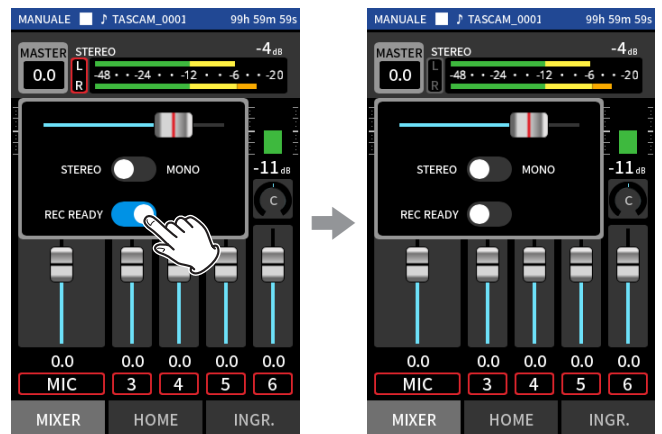 MANUALE ♪ TASCAM_0001 99h 59m 59s
MASTER STEREO -4dB
0.0 L -48 · · -24 · · -12 · · -6 · · -20
R
STEREO MONO -11dB
REC READY C
0.0 0.0 0.0 0.0 0.0
MIC 3 4 5 6
MIXER HOME INGR.
MANUALE ♪ TASCAM_0001 99h 59m 59s
MASTER STEREO -4dB
0.0 L -48 · · -24 · · -12 · · -6 · · -20
R
STEREO MONO -11dB
REC READY C
0.0 0.0 0.0 0.0 0.0
MIC 3 4 5 6
MIXER HOME INGR.